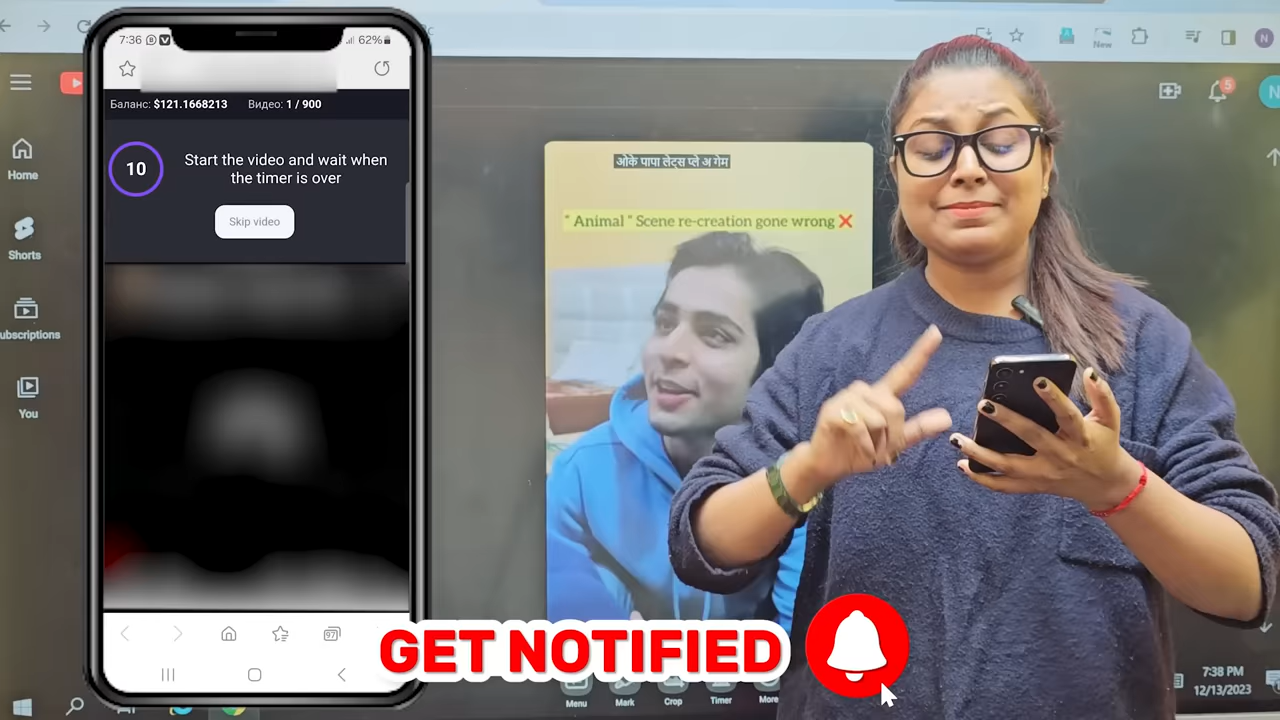 7:36
62%
Баланс: $121.1668213
Видео: 1 / 900
10
Start the video and wait when
the timer is over
Skip video
97
Home
Shorts
ubscriptions
You
New
N
5
N
ओके पापा लेट्स प्ले अ गेम
" Animal " Scene re-creation gone wrong ❌
GET NOTIFIED
Menu
Mark
Crop
Timer
More
7:38 PM
12/13/2023